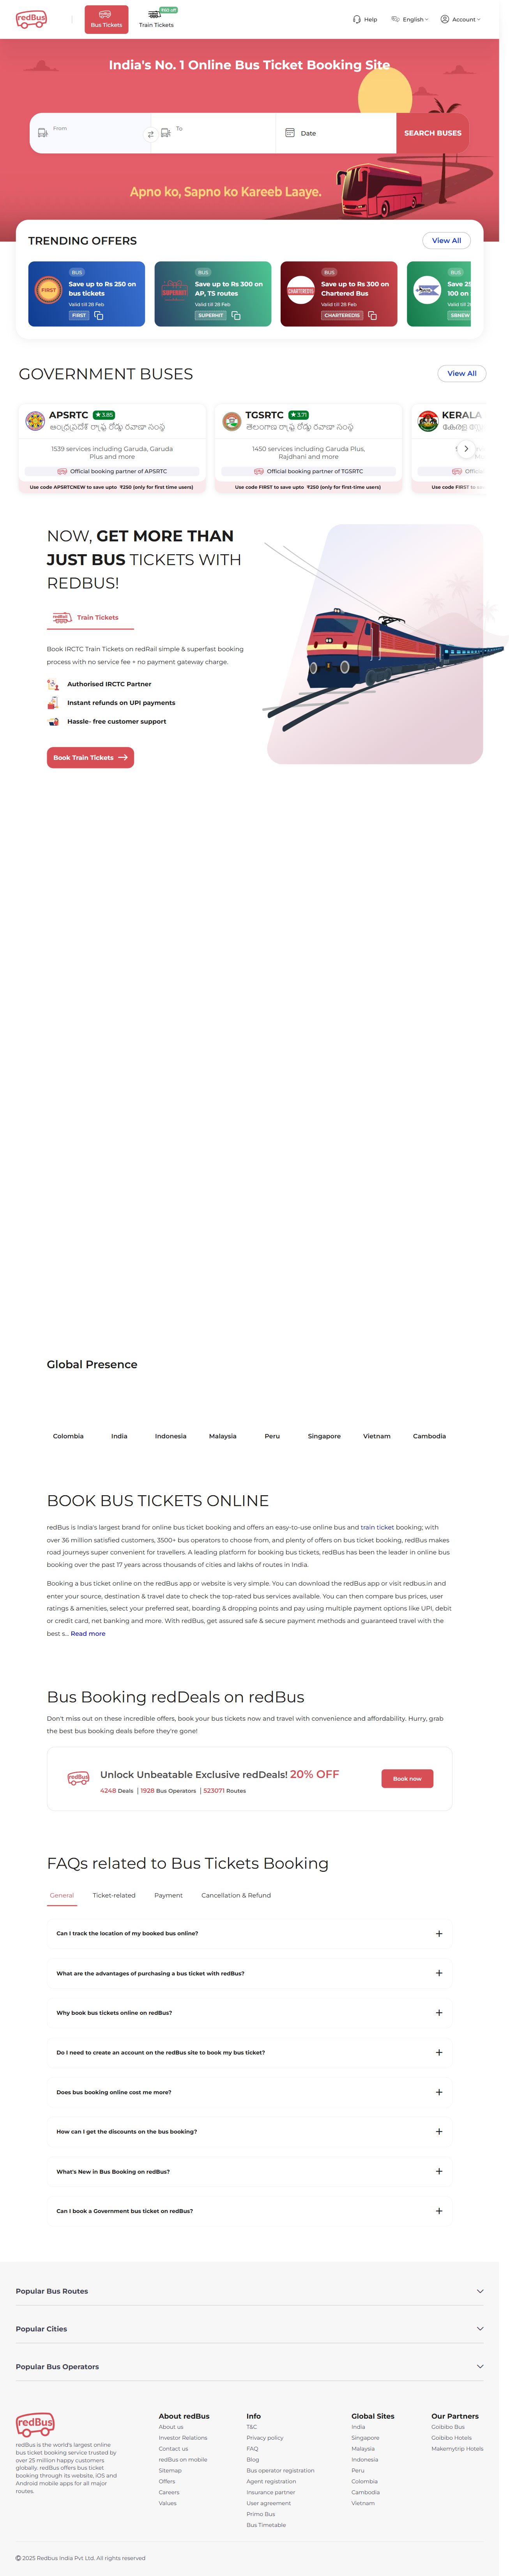 redBus
Bus Tickets
₹60 off
Train Tickets
Help
English
Account
India's No. 1 Online Bus Ticket Booking Site
From
To
Date
SEARCH BUSES
Apno ko, Sapno ko Kareeb Laaye.
TRENDING OFFERS
View All
BUS
Save up to Rs 250 on
bus tickets
Valid till 28 Feb
FIRST
FIRST
BUS
Save up to Rs 300 on
AP, TS routes
Valid till 28 Feb
SUPERHIT
SUPERHIT
BUS
Save up to Rs 300 on
Chartered Bus
Valid till 28 Feb
CHARTERED15
BUS
Save 25
100 on
Valid till 28
SBNEW
GOVERNMENT BUSES
View All
APSRTC
3.85
ఆంధ్రప్రదేశ్ రాష్ట్ర రోడ్డు రవాణా సంస్థ
1539 services including Garuda, Garuda
Plus and more
Official booking partner of APSRTC
Use code APSRTCNEW to save upto ₹250 (only for first time users)
TGSRTC
3.71
తెలంగాణ రాష్ట్ర రోడ్డు రవాణా సంస్థ
1450 services including Garuda Plus,
Rajdhani and more
Official booking partner of TGSRTC
Use code FIRST to save upto ₹250 (only for first-time users)
KERALA
Use code FIRST to
NOW, GET MORE THAN
JUST BUS TICKETS WITH
REDBUS!
redRail
Train Tickets
Book IRCTC Train Tickets on redRail simple & superfast booking
process with no service fee + no payment gateway charge.
Authorised IRCTC Partner
Instant refunds on UPI payments
Hassle- free customer support
Book Train Tickets
Global Presence
Colombia
India
Indonesia
Malaysia
Peru
Singapore
Vietnam
Cambodia
BOOK BUS TICKETS ONLINE
redBus is India's largest brand for online bus ticket booking and offers an easy-to-use online bus and train ticket booking; with
over 36 million satisfied customers, 3500+ bus operators to choose from, and plenty of offers on bus ticket booking, redBus makes
road journeys super convenient for travellers. A leading platform for booking bus tickets, redBus has been the leader in online bus
booking over the past 17 years across thousands of cities and lakhs of routes in India.
Booking a bus ticket online on the redBus app or website is very simple. You can download the redBus app or visit redbus.in and
enter your source, destination & travel date to check the top-rated bus services available. You can then compare bus prices, user
ratings & amenities, select your preferred seat, boarding & dropping points and pay using multiple payment options like UPI, debit
or credit card, net banking and more. With redBus, get assured safe & secure payment methods and guaranteed travel with the
best s... Read more
Bus Booking redDeals on redBus
Don't miss out on these incredible offers, book your bus tickets now and travel with convenience and affordability. Hurry, grab
the best bus booking deals before they're gone!
redBus
Unlock Unbeatable Exclusive redDeals! 20% OFF
4248 Deals | 1928 Bus Operators | 523071 Routes
Book now
FAQs related to Bus Tickets Booking
General
Ticket-related
Payment
Cancellation & Refund
Can I track the location of my booked bus online?
What are the advantages of purchasing a bus ticket with redBus?
Why book bus tickets online on redBus?
Do I need to create an account on the redBus site to book my bus ticket?
Does bus booking online cost me more?
How can I get the discounts on the bus booking?
What's New in Bus Booking on redBus?
Can I book a Government bus ticket on redBus?
Popular Bus Routes
Popular Cities
Popular Bus Operators
redBus
redBus is the world's largest online
bus ticket booking service trusted by
over 25 million happy customers
globally. redBus offers bus ticket
booking through its website, iOS and
Android mobile apps for all major
routes.
About redBus
About us
Investor Relations
Contact us
redBus on mobile
Sitemap
Offers
Careers
Values
Info
T&C
Privacy policy
FAQ
Blog
Bus operator registration
Agent registration
Insurance partner
User agreement
Primo Bus
Bus Timetable
Global Sites
India
Singapore
Malaysia
Indonesia
Peru
Colombia
Cambodia
Vietnam
Our Partners
Goibibo Bus
Goibibo Hotels
Makemytrip Hotels
© 2025 Redbus India Pvt Ltd. All rights reserved